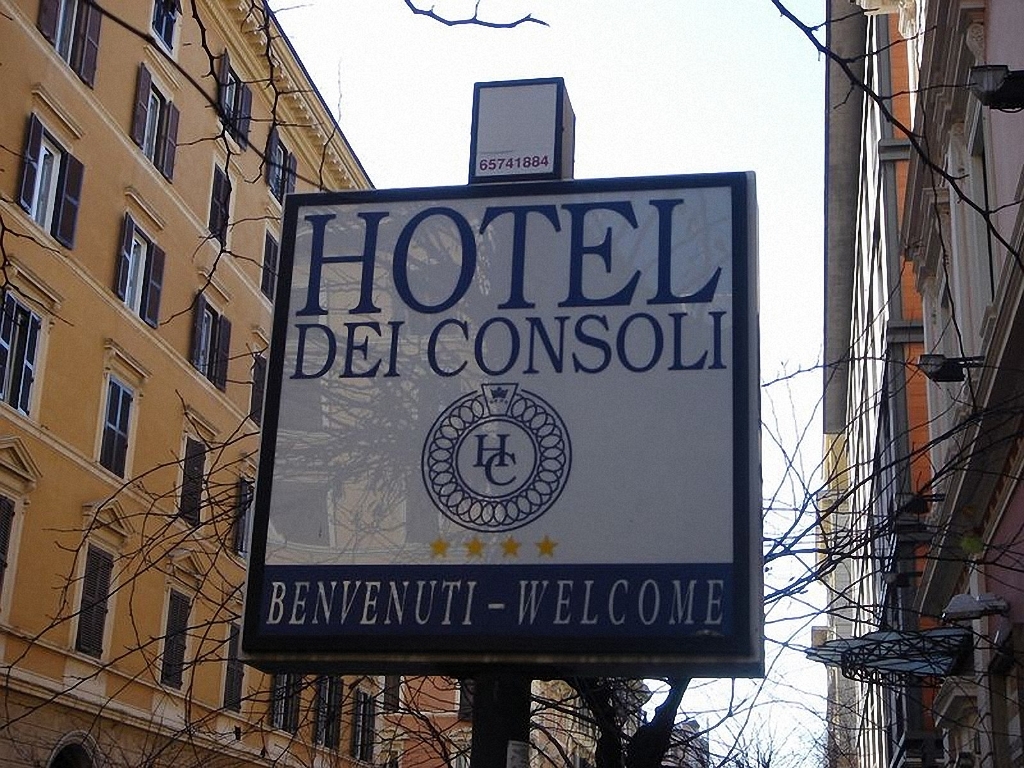 65741884
HOTEL
DEI CONSOLI
HC
BENVENUTI - WELCOME